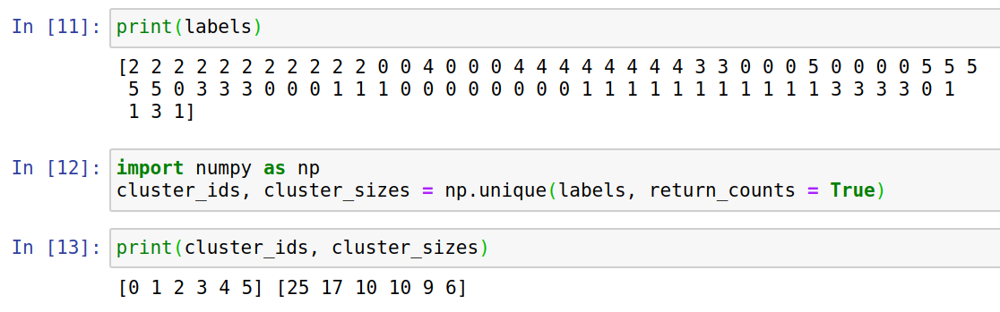 In [11]: print(labels)
[2 2 2 2 2 2 2 2 2 2 2 0 0 4 0 0 0 4 4 4 4 4 4 4 4 3 3 0 0 0 5 0 0 0 0 5 5 5
5 5 0 3 3 3 0 0 0 1 1 1 0 0 0 0 0 0 0 0 1 1 1 1 1 1 1 1 1 1 1 3 3 3 3 0 1
1 3 1]
In [12]: import numpy as np
cluster_ids, cluster_sizes = np.unique(labels, return_counts = True)
In [13]: print(cluster_ids, cluster_sizes)
[0 1 2 3 4 5] [25 17 10 10 9 6]